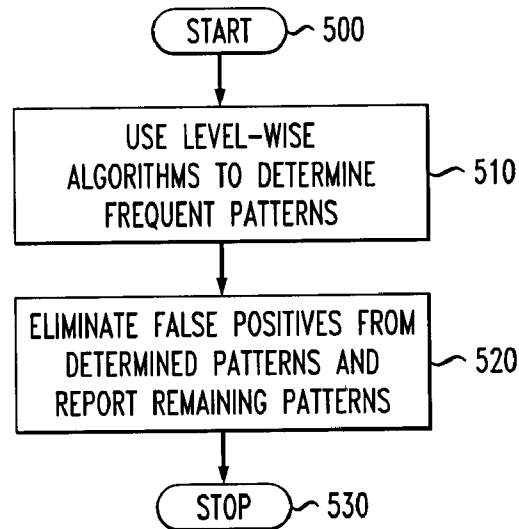 START
500
USE LEVEL-WISE
ALGORITHMS TO DETERMINE
FREQUENT PATTERNS
510
ELIMINATE FALSE POSITIVES FROM
DETERMINED PATTERNS AND
REPORT REMAINING PATTERNS
520
STOP
530